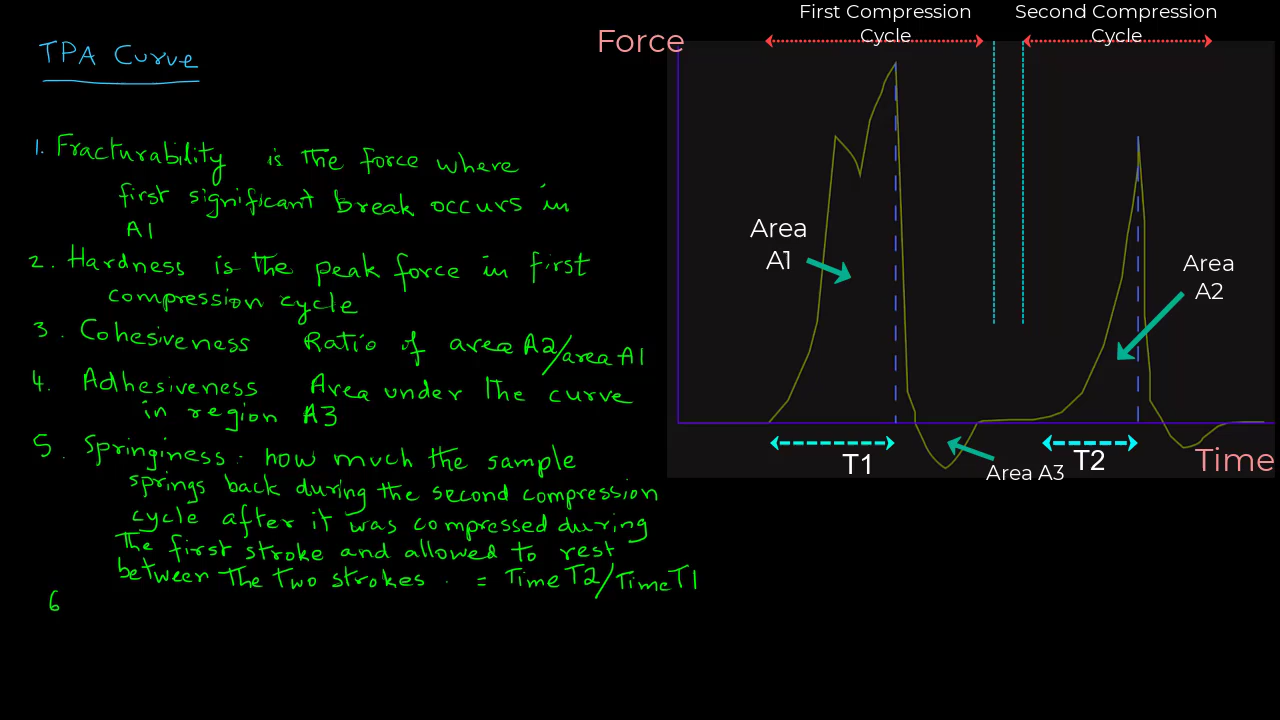 TPA Curve
1. Fracturability is the force where
first significant break occurs in
A1
2. Hardness is the peak force in first
compression cycle
3. Cohesiveness Ratio of area A2/area A1
4. Adhesiveness Area under the curve
in region A3
5. Springiness. how much the sample
springs back during the second compression
cycle after it was compressed during
the first stroke and allowed to rest
between the two strokes. = Time T2/Time T1
6
First Compression
Cycle
Second Compression
Cycle
Force
Area
A1
Area
A2
T1
T2
Area A3
Time